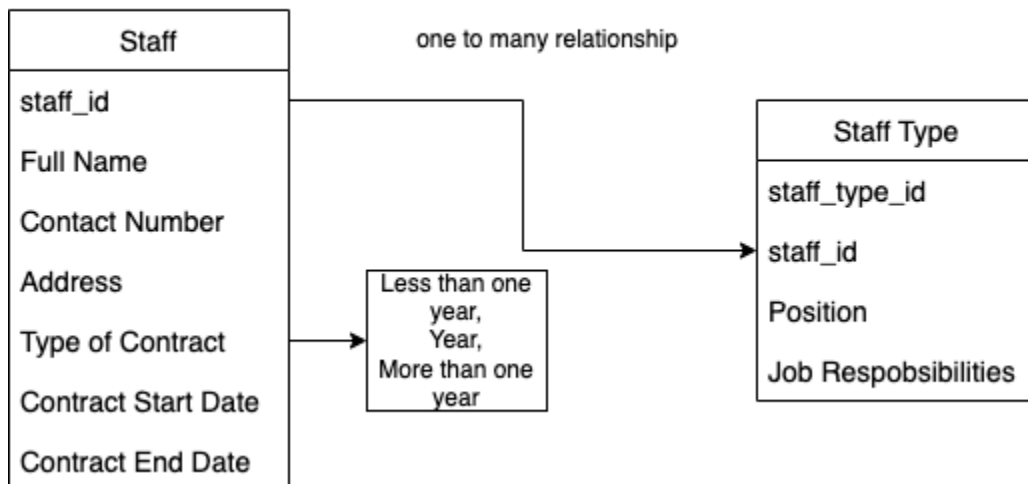 Staff
one to many relationship
staff_id
Full Name
Contact Number
Address
Type of Contract
Contract Start Date
Contract End Date
Less than one
year,
Year,
More than one
year
Staff Type
staff_type_id
staff_id
Position
Job Respobsibilities